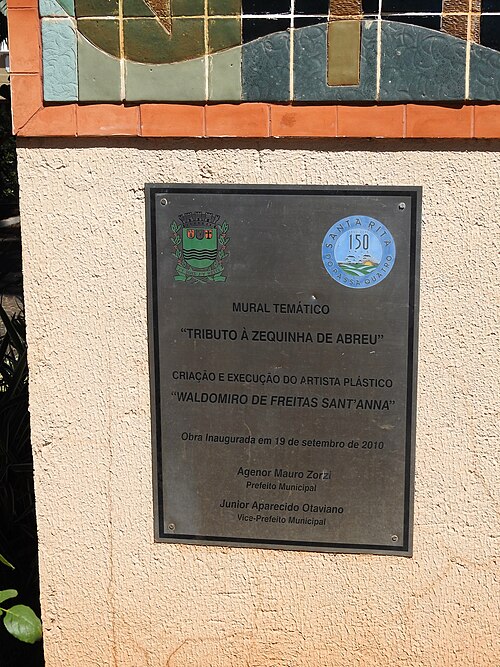 SANTA RITA
150
DO PASSA QUATRO
MURAL TEMÁTICO
“TRIBUTO À ZEQUINHA DE ABREU”
CRIAÇÃO E EXECUÇÃO DO ARTISTA PLÁSTICO
“WALDOMIRO DE FREITAS SANT'ANNA”
Obra Inaugurada em 19 de setembro de 2010
Agenor Mauro Zorzi
Prefeito Municipal
Junior Aparecido Otaviano
Vice-Prefeito Municipal